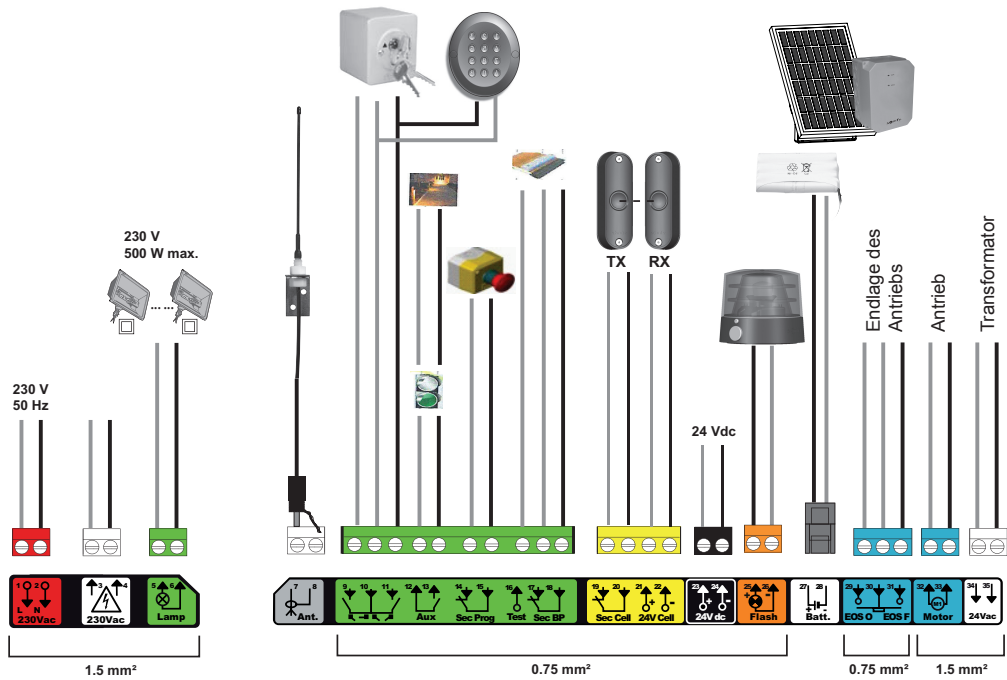 230 V
500 W max.
230 V
50 Hz
TX RX
24 Vdc
Endlage des
Antriebs
Antrieb
Transformator
1 2
L N
230Vac
3 4
230Vac
5 6
Lamp
7 8
Ant.
9 10 11
12 13
Aux
14 15
Sec Prog
16
Test
17 18
Sec BP
19 20
Sec Cell
21 22
+ -
24V Cell
23 24
+ -
24V dc
25 26
+ -
Flash
27 28
+ -
Batt.
29 30 31
EOS O EOS F
32 33
M1
Motor
34 35
24Vac
1.5 mm²
0.75 mm²
0.75 mm²
1.5 mm²